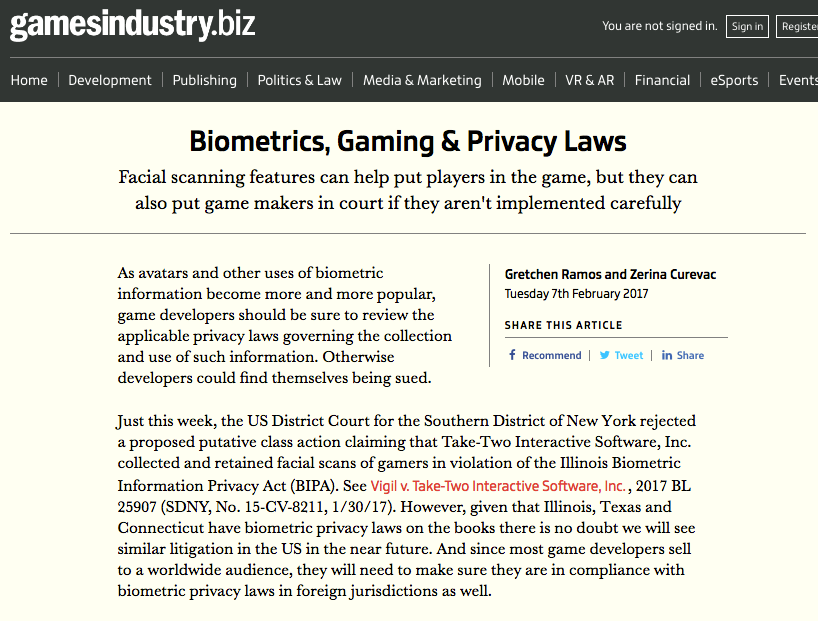 gamesindustry.biz
You are not signed in. Sign in Register
Home Development Publishing Politics & Law Media & Marketing Mobile VR & AR Financial eSports Events
Biometrics, Gaming & Privacy Laws
Facial scanning features can help put players in the game, but they can
also put game makers in court if they aren't implemented carefully
As avatars and other uses of biometric
information become more and more popular,
game developers should be sure to review the
applicable privacy laws governing the collection
and use of such information. Otherwise
developers could find themselves being sued.
Gretchen Ramos and Zerina Curevac
Tuesday 7th February 2017
SHARE THIS ARTICLE
Recommend Tweet Share
Just this week, the US District Court for the Southern District of New York rejected
a proposed putative class action claiming that Take-Two Interactive Software, Inc.
collected and retained facial scans of gamers in violation of the Illinois Biometric
Information Privacy Act (BIPA). See Vigil v. Take-Two Interactive Software, Inc. , 2017 BL
25907 (SDNY, No. 15-CV-8211, 1/30/17). However, given that Illinois, Texas and
Connecticut have biometric privacy laws on the books there is no doubt we will see
similar litigation in the US in the near future. And since most game developers sell
to a worldwide audience, they will need to make sure they are in compliance with
biometric privacy laws in foreign jurisdictions as well.